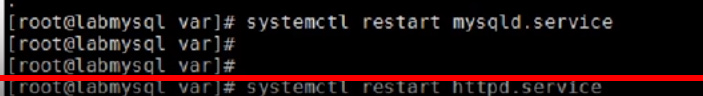 [root@labmysql var]# systemctl restart mysqld.service
[root@labmysql var]#
[root@labmysql var]#
[root@labmysql var]# systemctl restart httpd.service